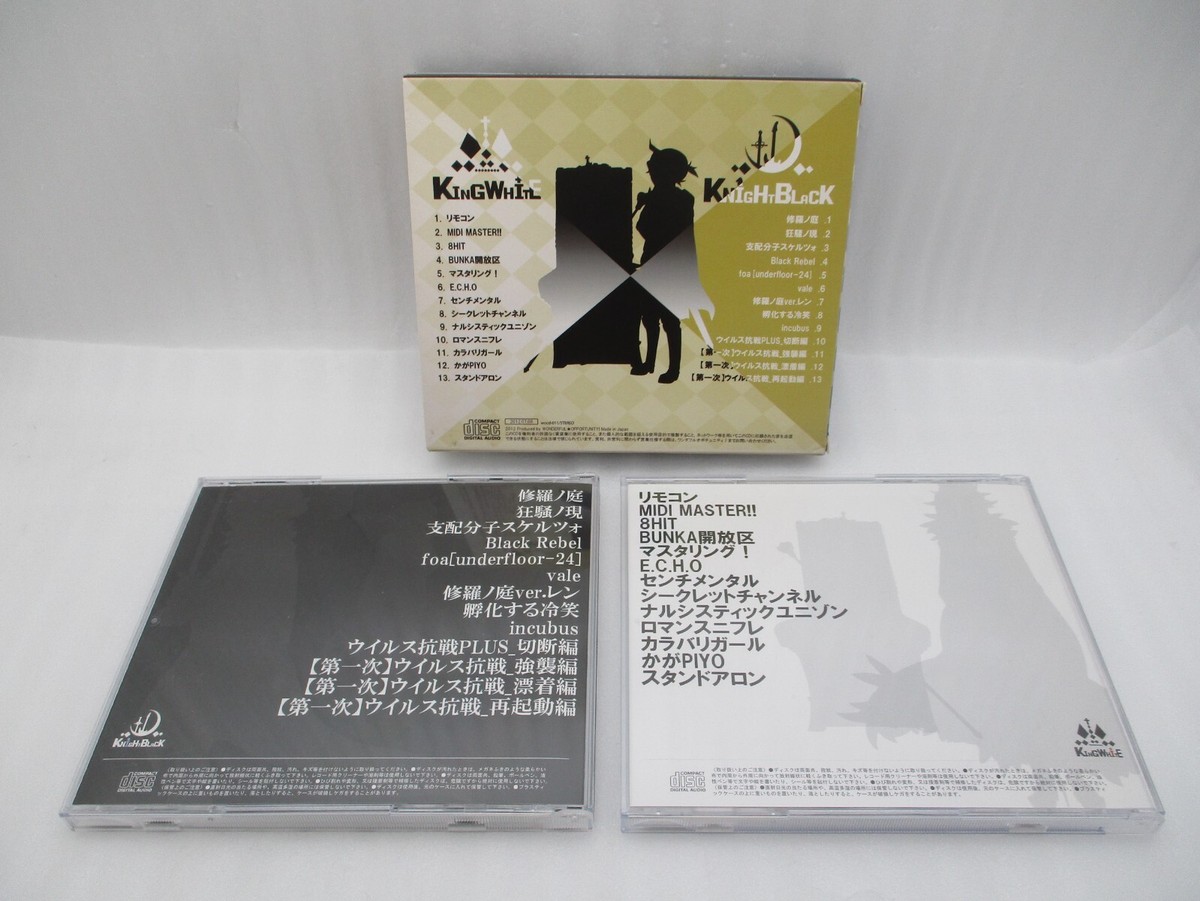 KINGWHITE
1. リモコン
2. MIDI MASTER!!
3. 8HIT
4. BUNKA開放区
5. マスタリング！
6. E.C.H.O
7. センチメンタル
8. シークレットチャンネル
9. ナルシスティックユニゾン
10. ロマンスニフレ
11. カラバリガール
12. かがPIYO
13. スタンドアロン
KNIGHTBLACK
修羅ノ庭 .1
狂騒ノ現 .2
支配分子スケルツォ .3
Black Rebel .4
foa[underfloor-24] .5
vale .6
修羅ノ庭ver.レン .7
孵化する冷笑 .8
incubus .9
ウイルス抗戦PLUS_切断編 .10
【第一次】ウイルス抗戦_強襲編 .11
【第一次】ウイルス抗戦_漂着編 .12
【第一次】ウイルス抗戦_再起動編 .13
COMPACT
disc
DIGITAL AUDIO
修羅ノ庭
狂騒ノ現
支配分子スケルツォ
Black Rebel
foa[underfloor-24]
vale
修羅ノ庭ver.レン
孵化する冷笑
incubus
ウイルス抗戦PLUS_切断編
【第一次】ウイルス抗戦_強襲編
【第一次】ウイルス抗戦_漂着編
【第一次】ウイルス抗戦_再起動編
KNIGHTBLACK
COMPACT
disc
DIGITAL AUDIO
リモコン
MIDI MASTER!!
8HIT
BUNKA開放区
マスタリング！
E.C.H.O
センチメンタル
シークレットチャンネル
ナルシスティックユニゾン
ロマンスニフレ
カラバリガール
かがPIYO
スタンドアロン
KINGWHITE
COMPACT
disc
DIGITAL AUDIO